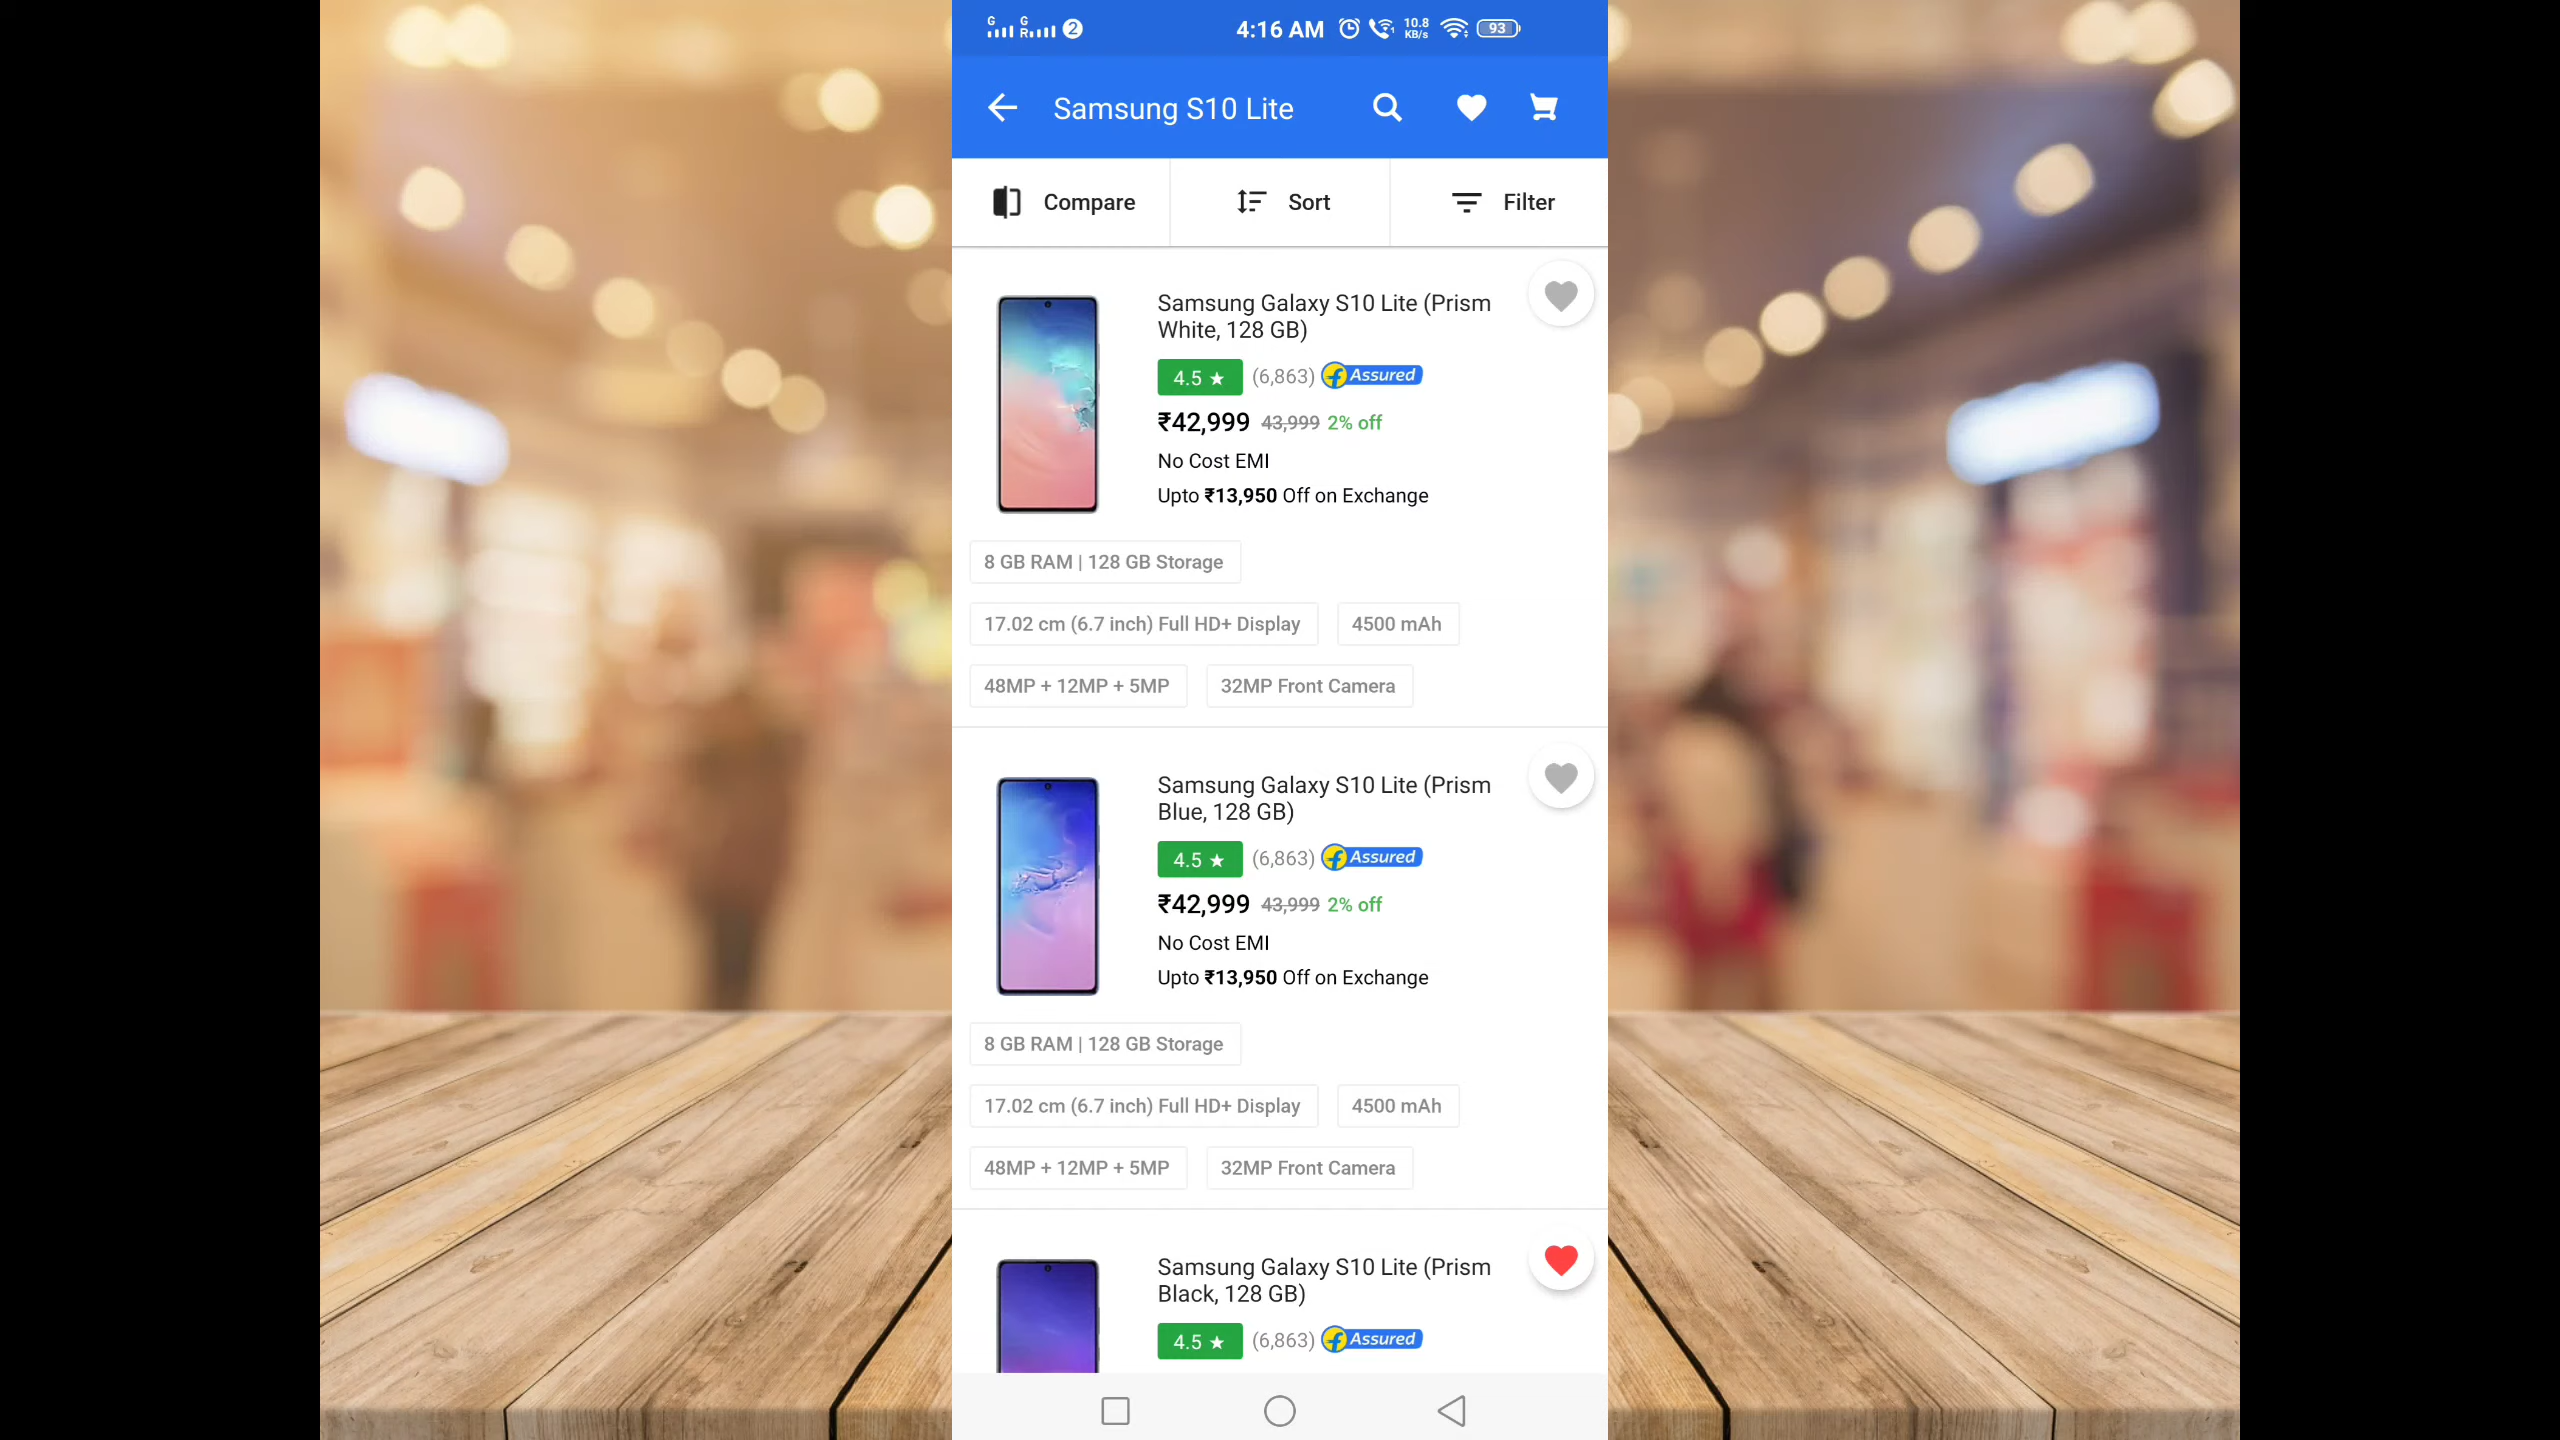 G G R 2 4:16 AM 10.8 KB/s 93
Samsung S10 Lite
Compare Sort Filter
Samsung Galaxy S10 Lite (Prism
White, 128 GB)
4.5 ★ (6,863) f Assured
₹42,999 43,999 2% off
No Cost EMI
Upto ₹13,950 Off on Exchange
8 GB RAM | 128 GB Storage
17.02 cm (6.7 inch) Full HD+ Display 4500 mAh
48MP + 12MP + 5MP 32MP Front Camera
Samsung Galaxy S10 Lite (Prism
Blue, 128 GB)
4.5 ★ (6,863) f Assured
₹42,999 43,999 2% off
No Cost EMI
Upto ₹13,950 Off on Exchange
8 GB RAM | 128 GB Storage
17.02 cm (6.7 inch) Full HD+ Display 4500 mAh
48MP + 12MP + 5MP 32MP Front Camera
Samsung Galaxy S10 Lite (Prism
Black, 128 GB)
4.5 ★ (6,863) f Assured